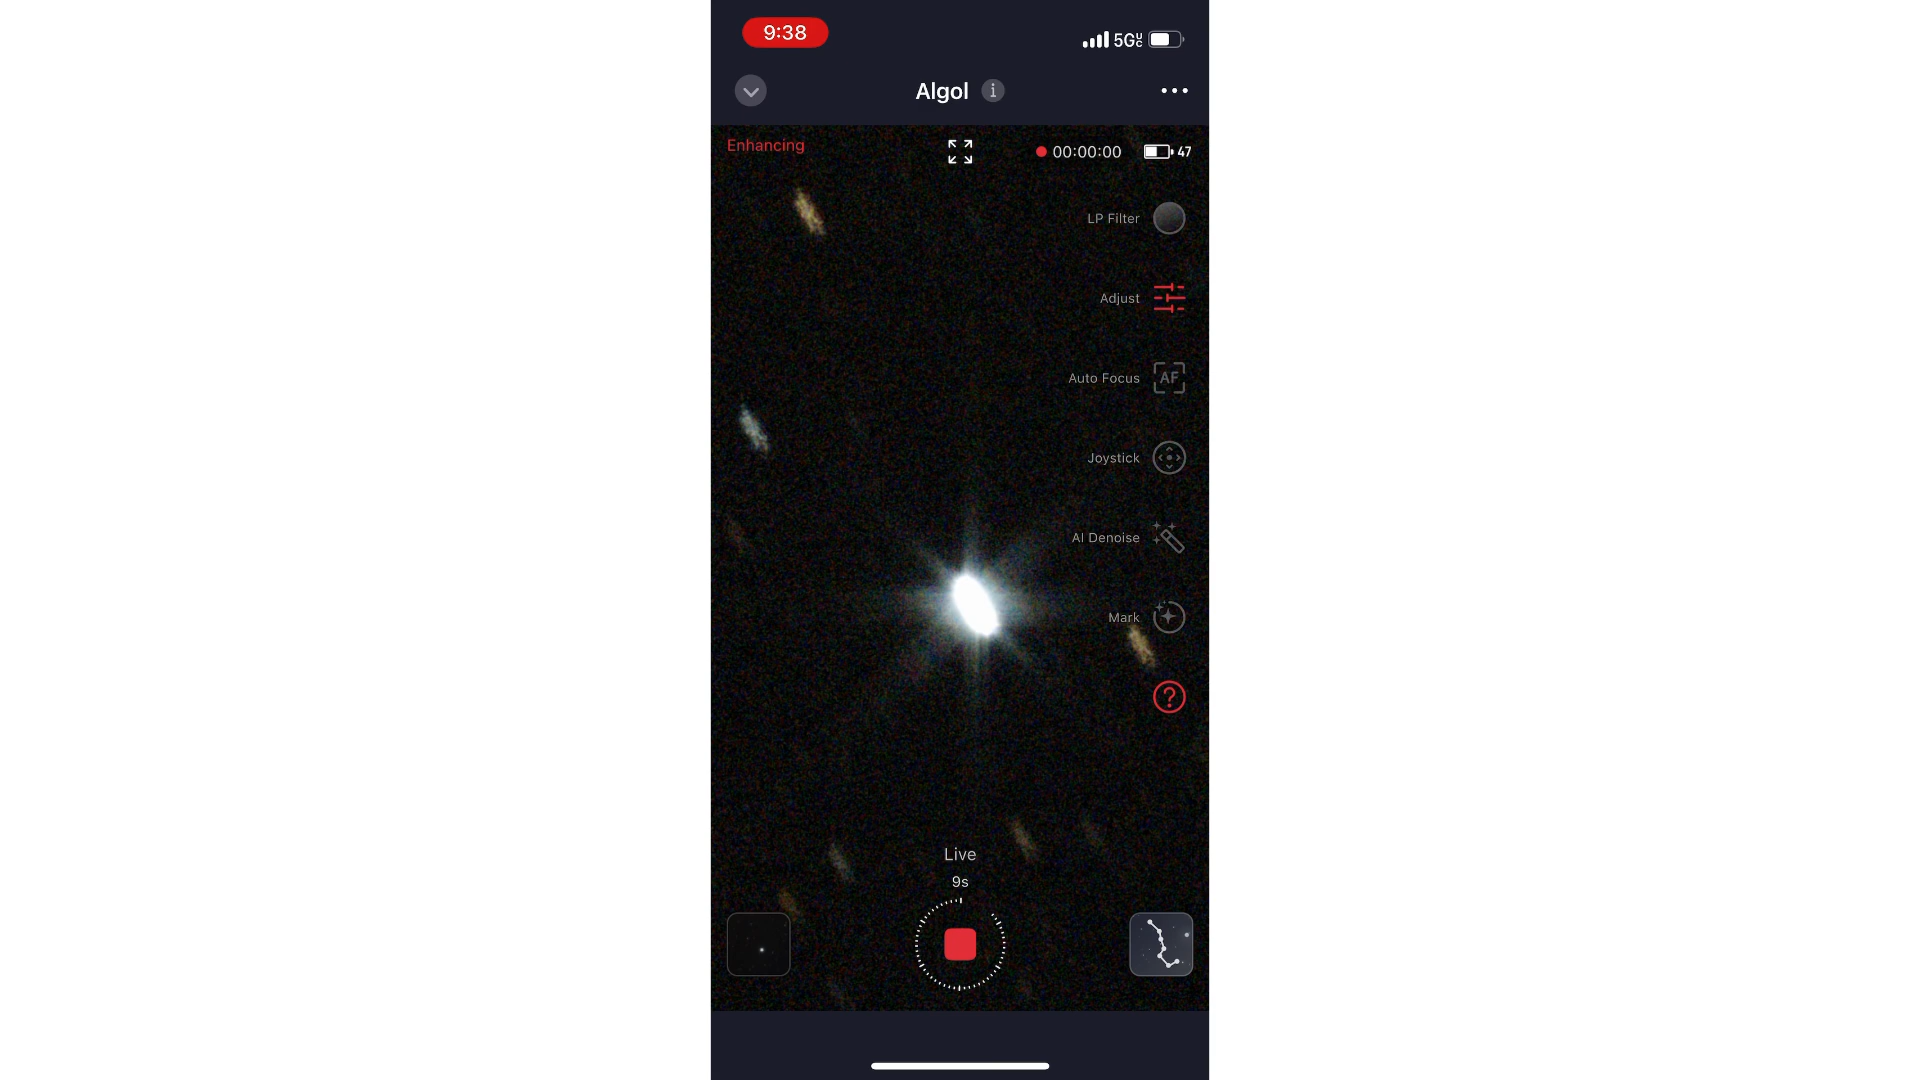 9:38
5GUC
Algol
Enhancing
00:00:00
47
LP Filter
Adjust
Auto Focus
AF
Joystick
AI Denoise
Mark
Live
9s